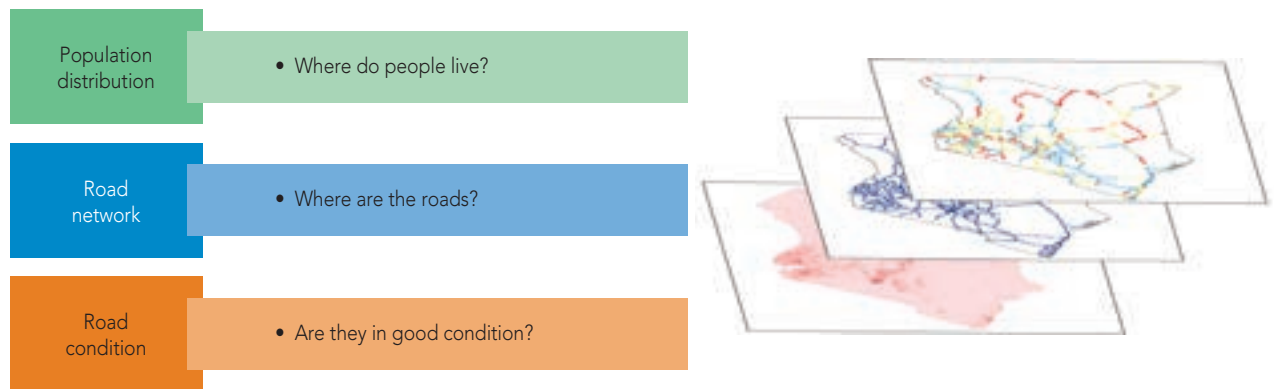 Population
distribution
• Where do people live?
Road
network
• Where are the roads?
Road
condition
• Are they in good condition?